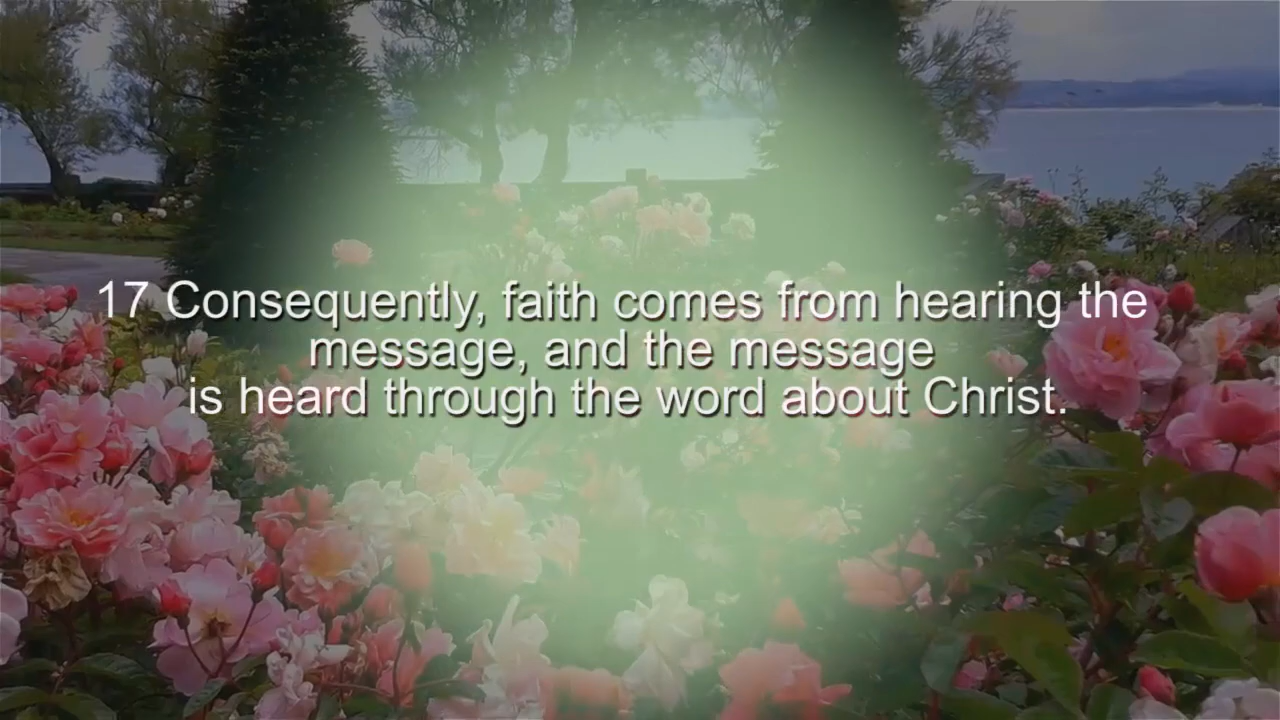 17 Consequently, faith comes from hearing the
message, and the message
is heard through the word about Christ.